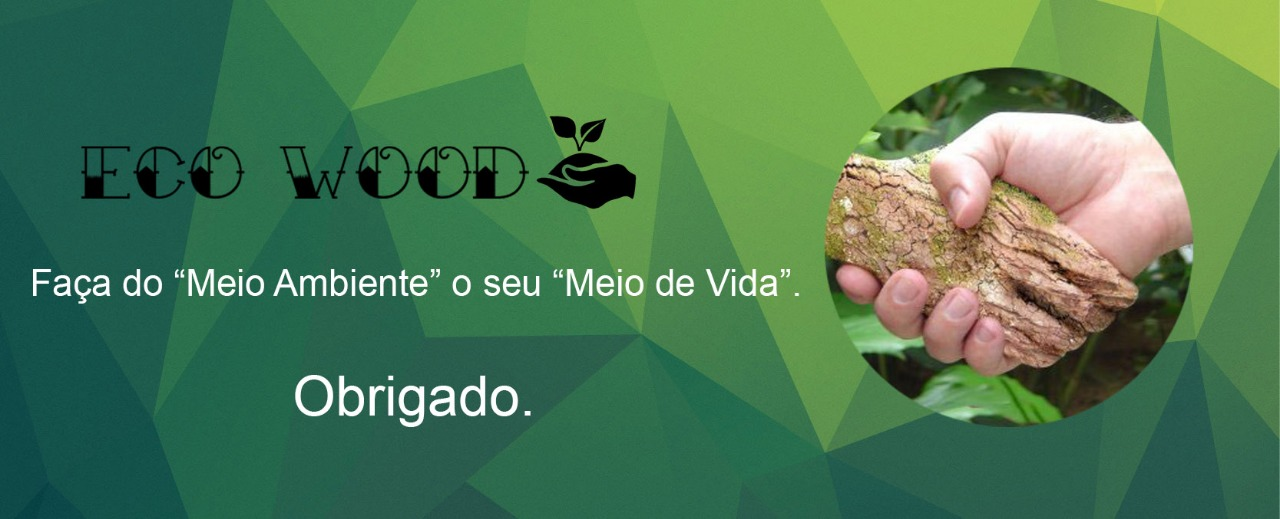 ECO WOOD
Faça do “Meio Ambiente” o seu “Meio de Vida”.
Obrigado.